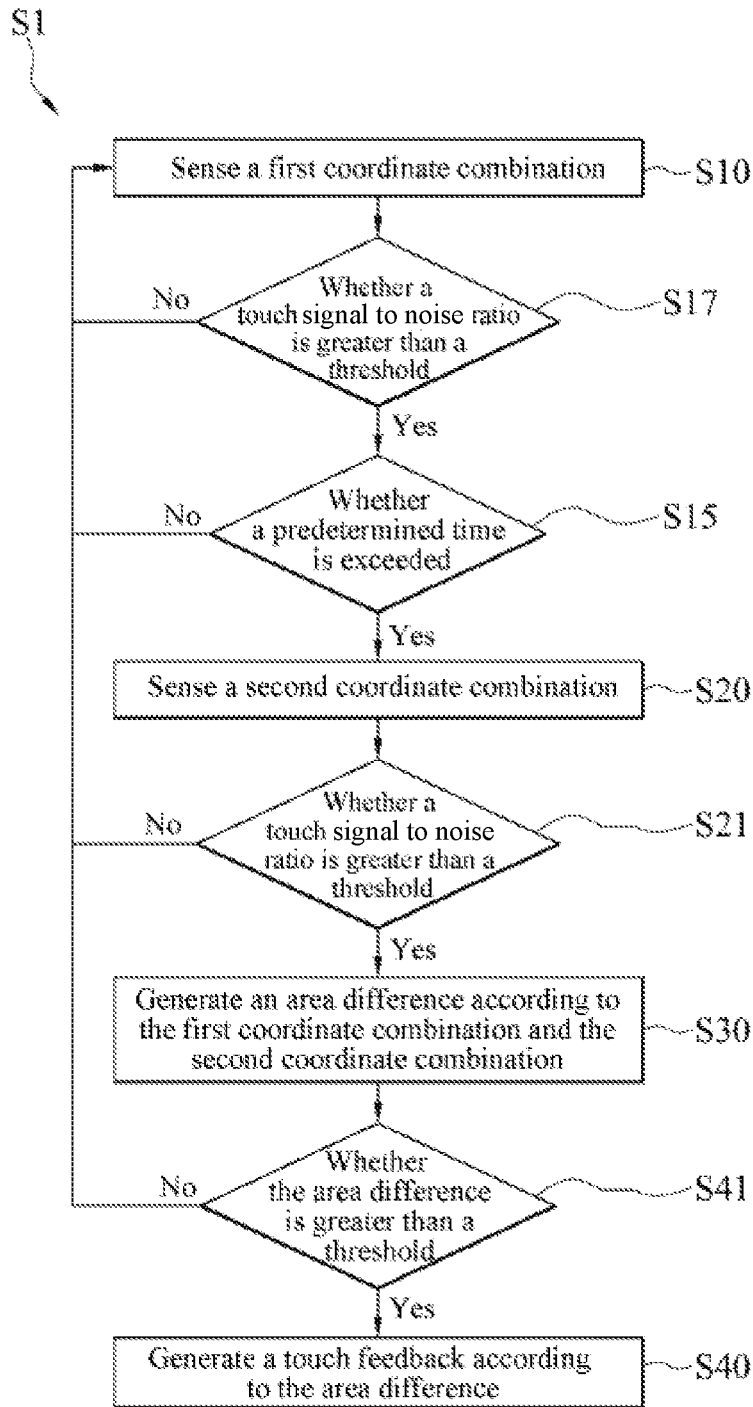 S1
Sense a first coordinate combination
S10
Whether a
touch signal to noise ratio
is greater than a
threshold
S17
No
Yes
Whether
a predetermined time
is exceeded
S15
No
Yes
Sense a second coordinate combination
S20
Whether a
touch signal to noise
ratio is greater than a
threshold
S21
No
Yes
Generate an area difference according to
the first coordinate combination and the
second coordinate combination
S30
Whether
the area difference
is greater than a
threshold
S41
No
Yes
Generate a touch feedback according
to the area difference
S40